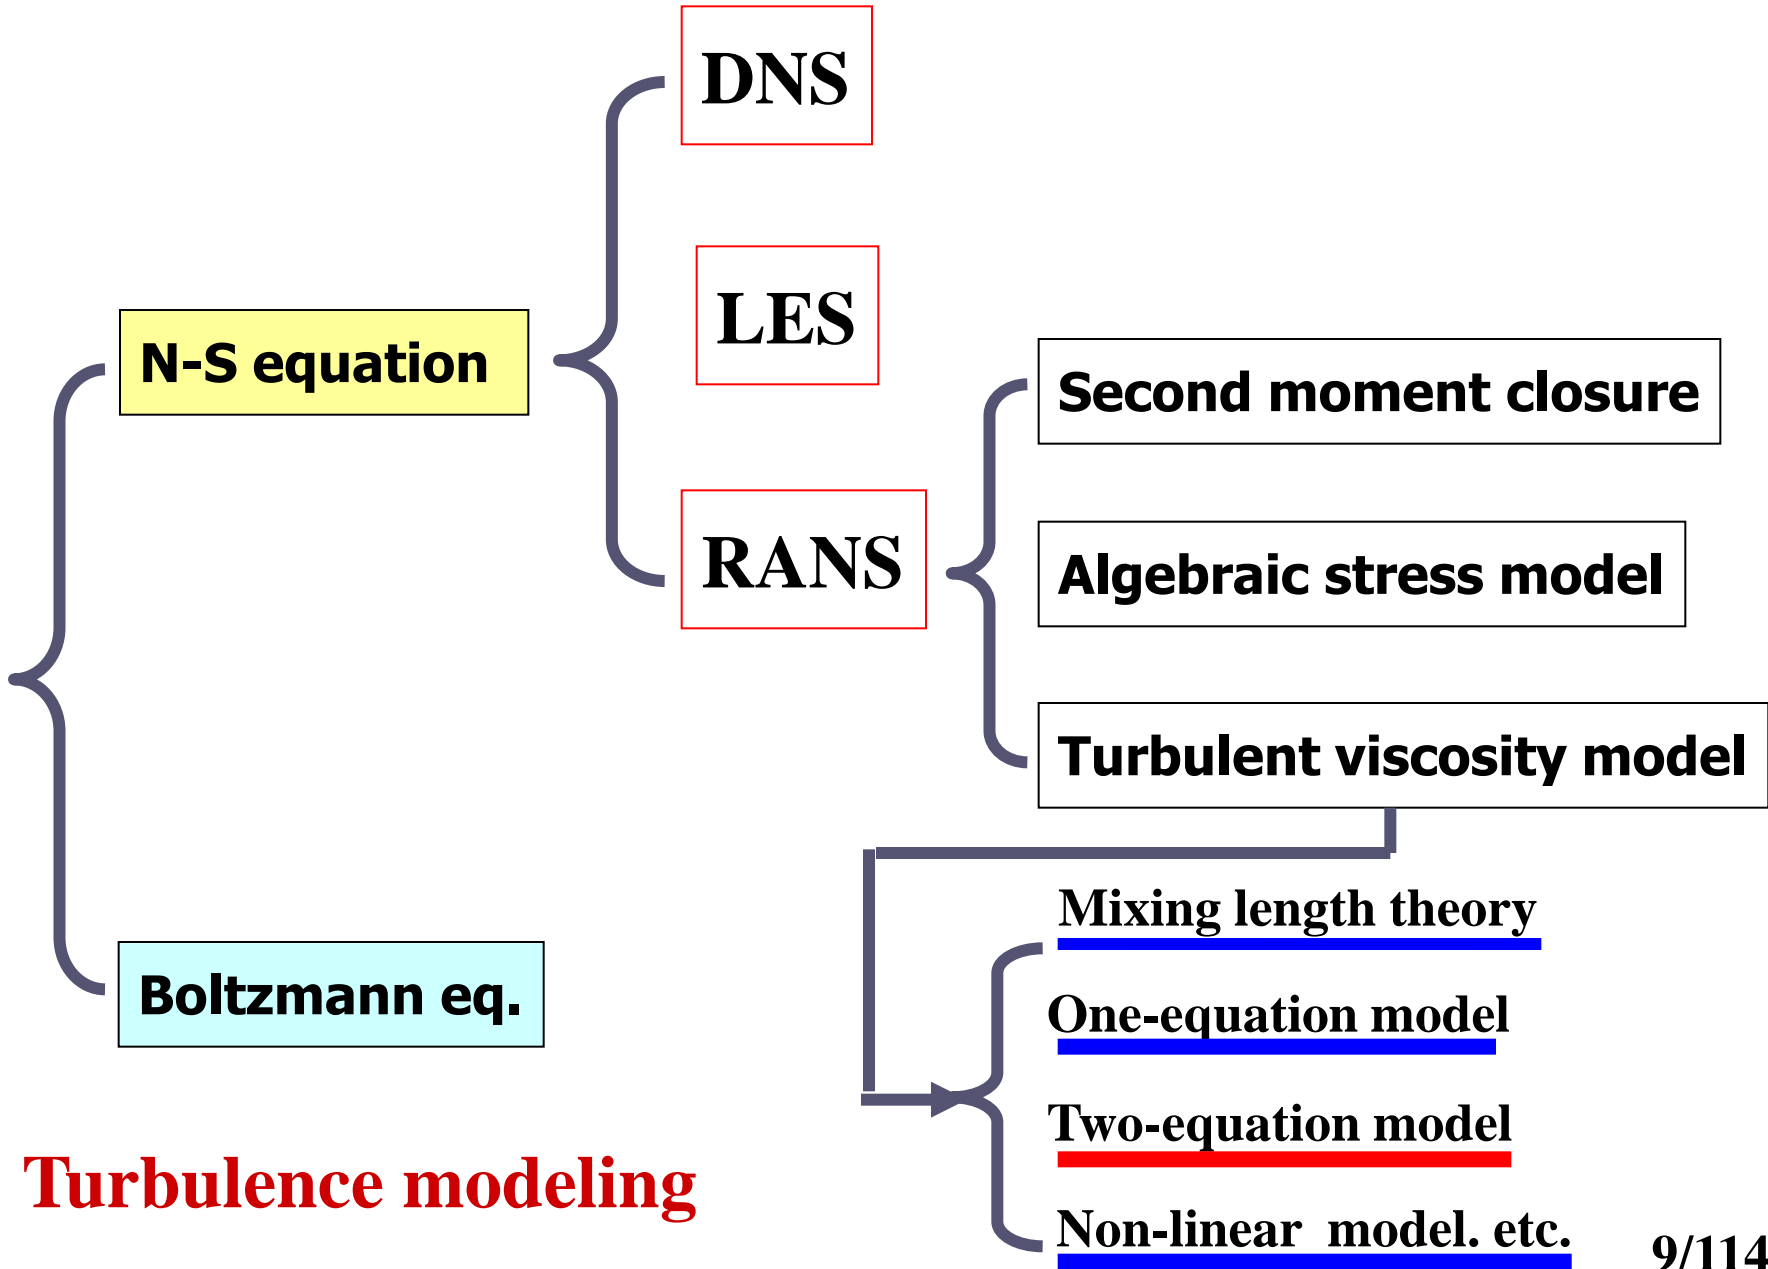 DNS
LES
N-S equation
Second moment closure
RANS
Algebraic stress model
Turbulent viscosity model
Mixing length theory
Boltzmann eq.
One-equation model
Two-equation model
Turbulence modeling
Non-linear model. etc.
9/114